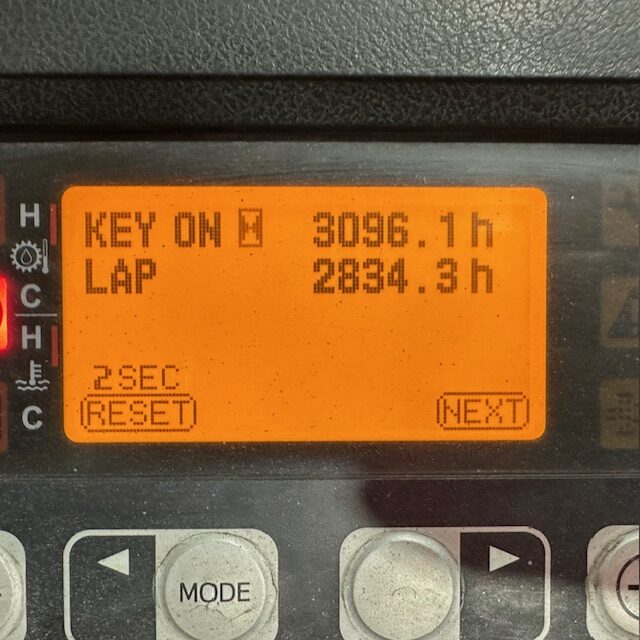 H
C
H
C
KEY ON 3096.1h
LAP 2834.3h
2SEC
RESET
NEXT
MODE